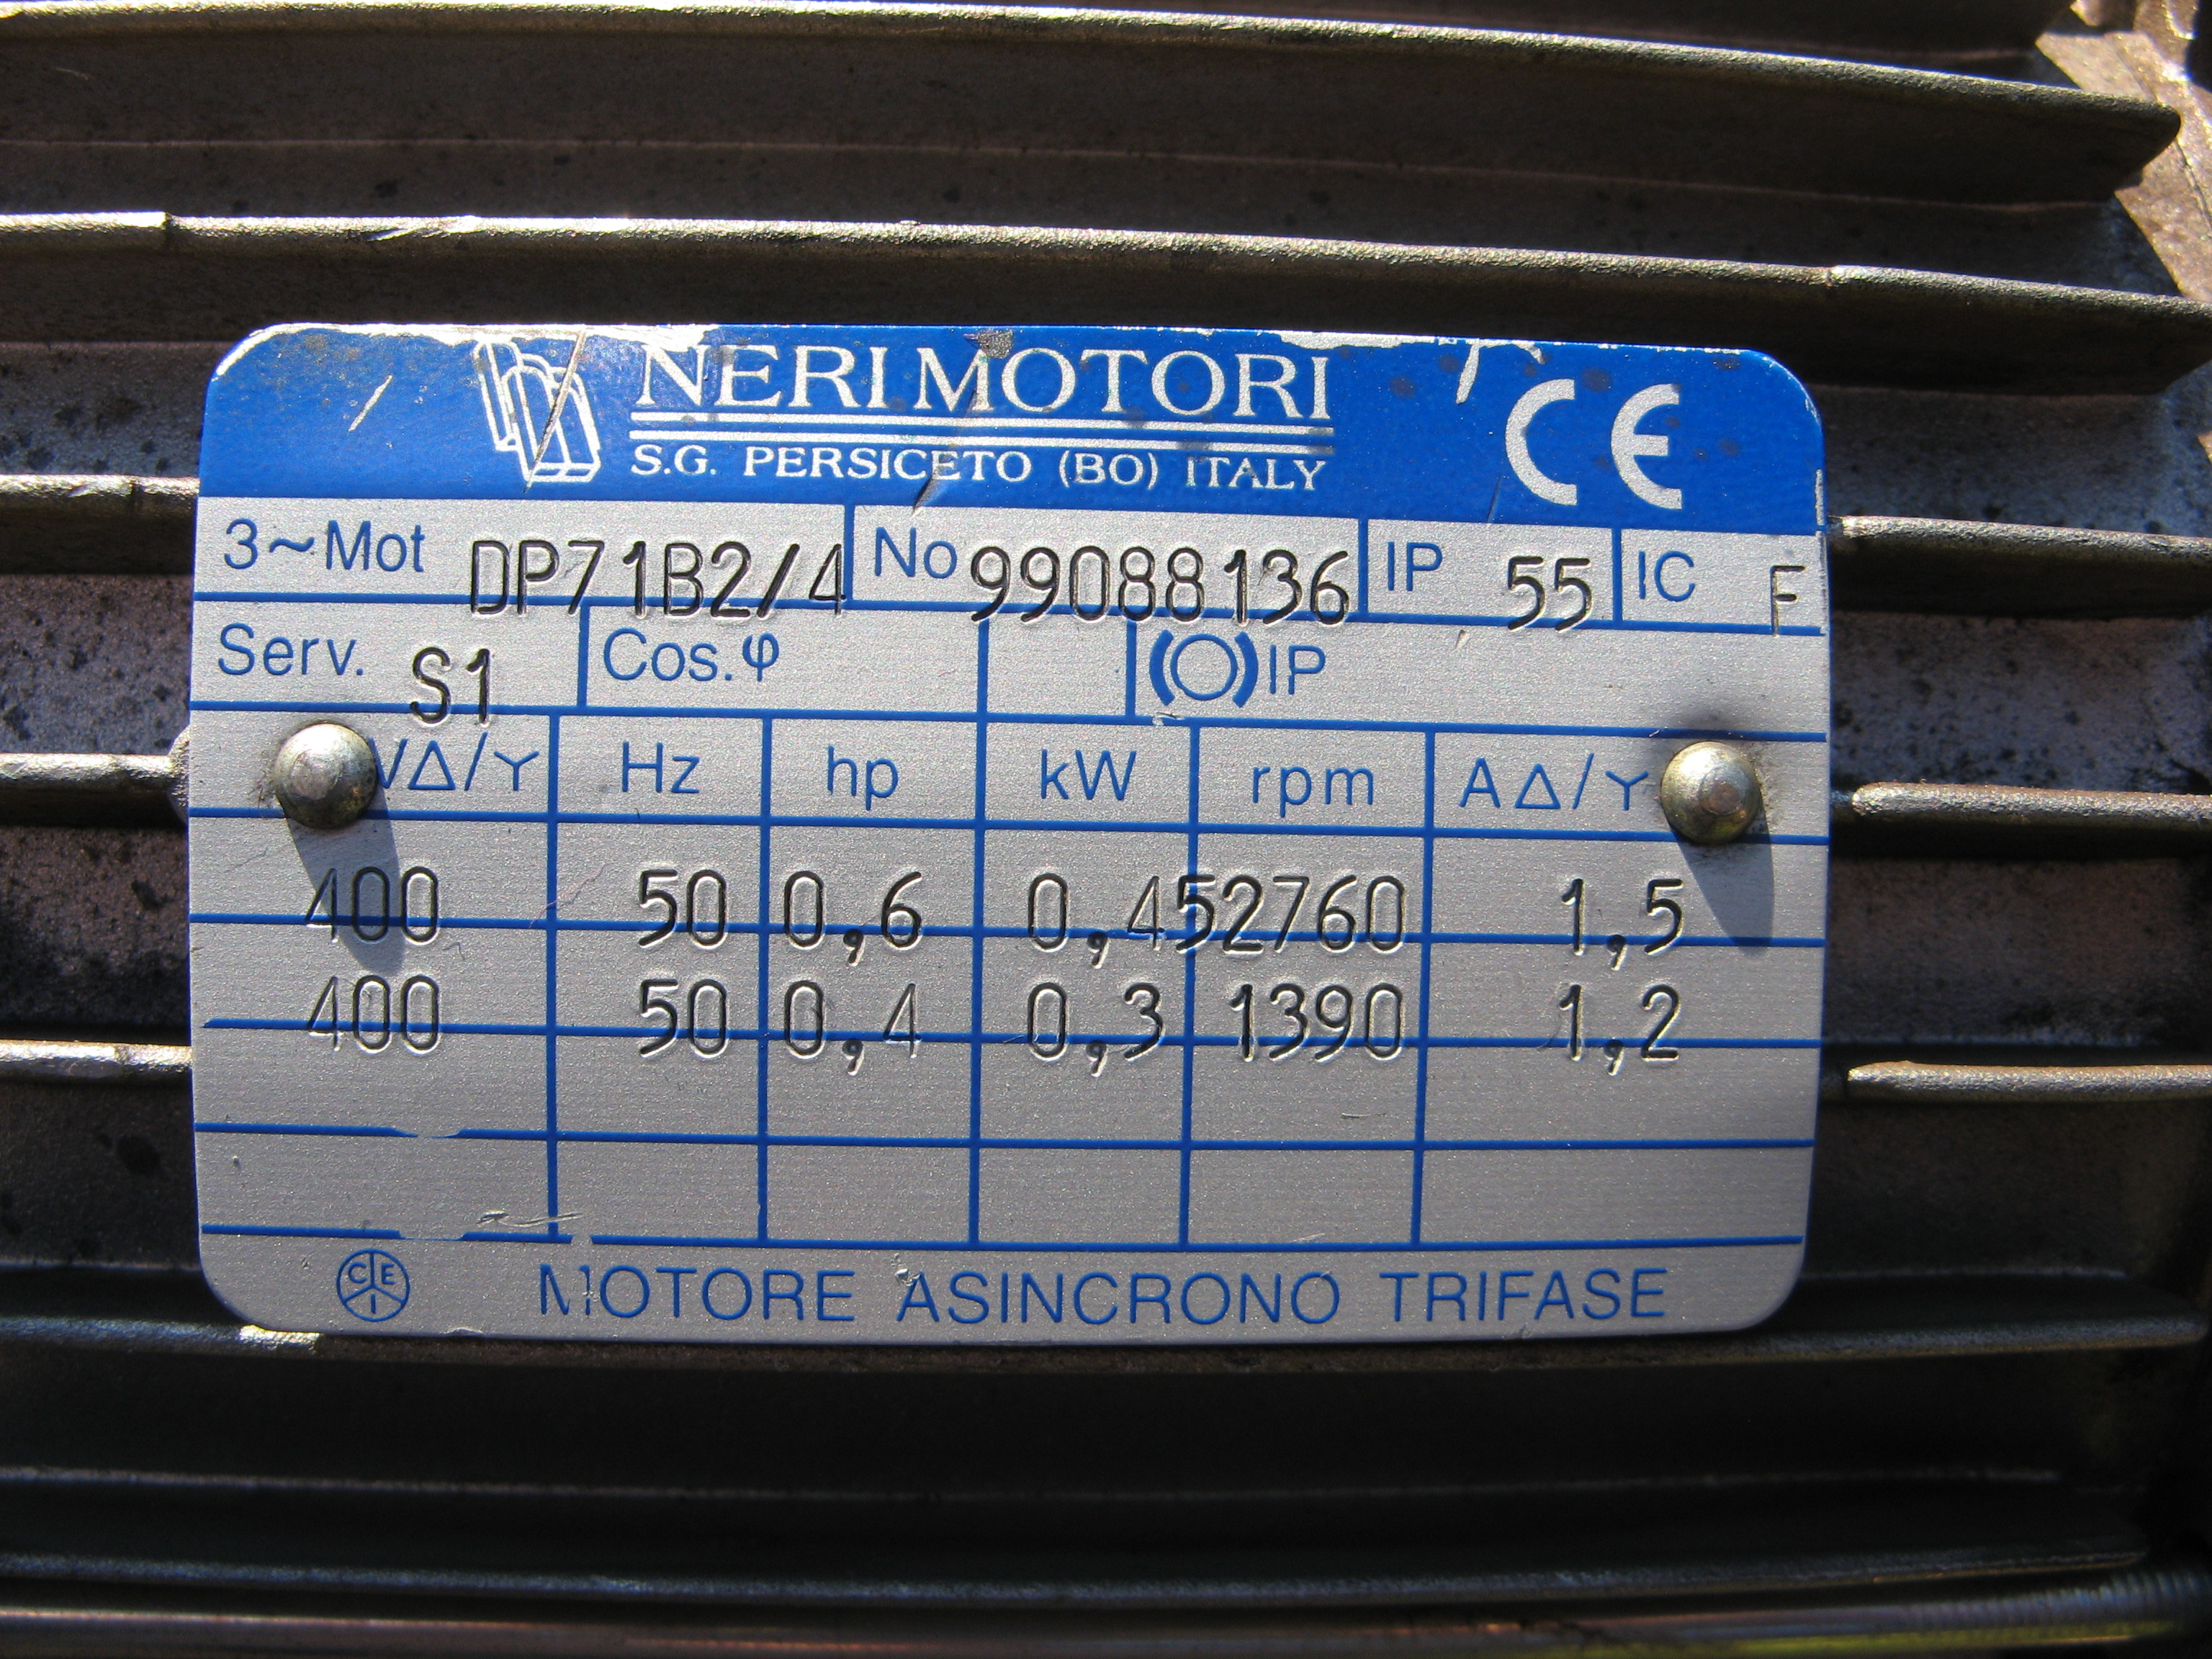 NERI MOTORI
S.G. PERSICETO (BO) ITALY
CE
3~Mot DP71B2/4 No 99088136 IP 55 IC F
Serv. S1 Cos.φ (O) IP
VΔ/Y Hz hp kW rpm AΔ/Y
400 50 0,6 0,45 2760 1,5
400 50 0,4 0,3 1390 1,2
CEI MOTORE ASINCRONO TRIFASE